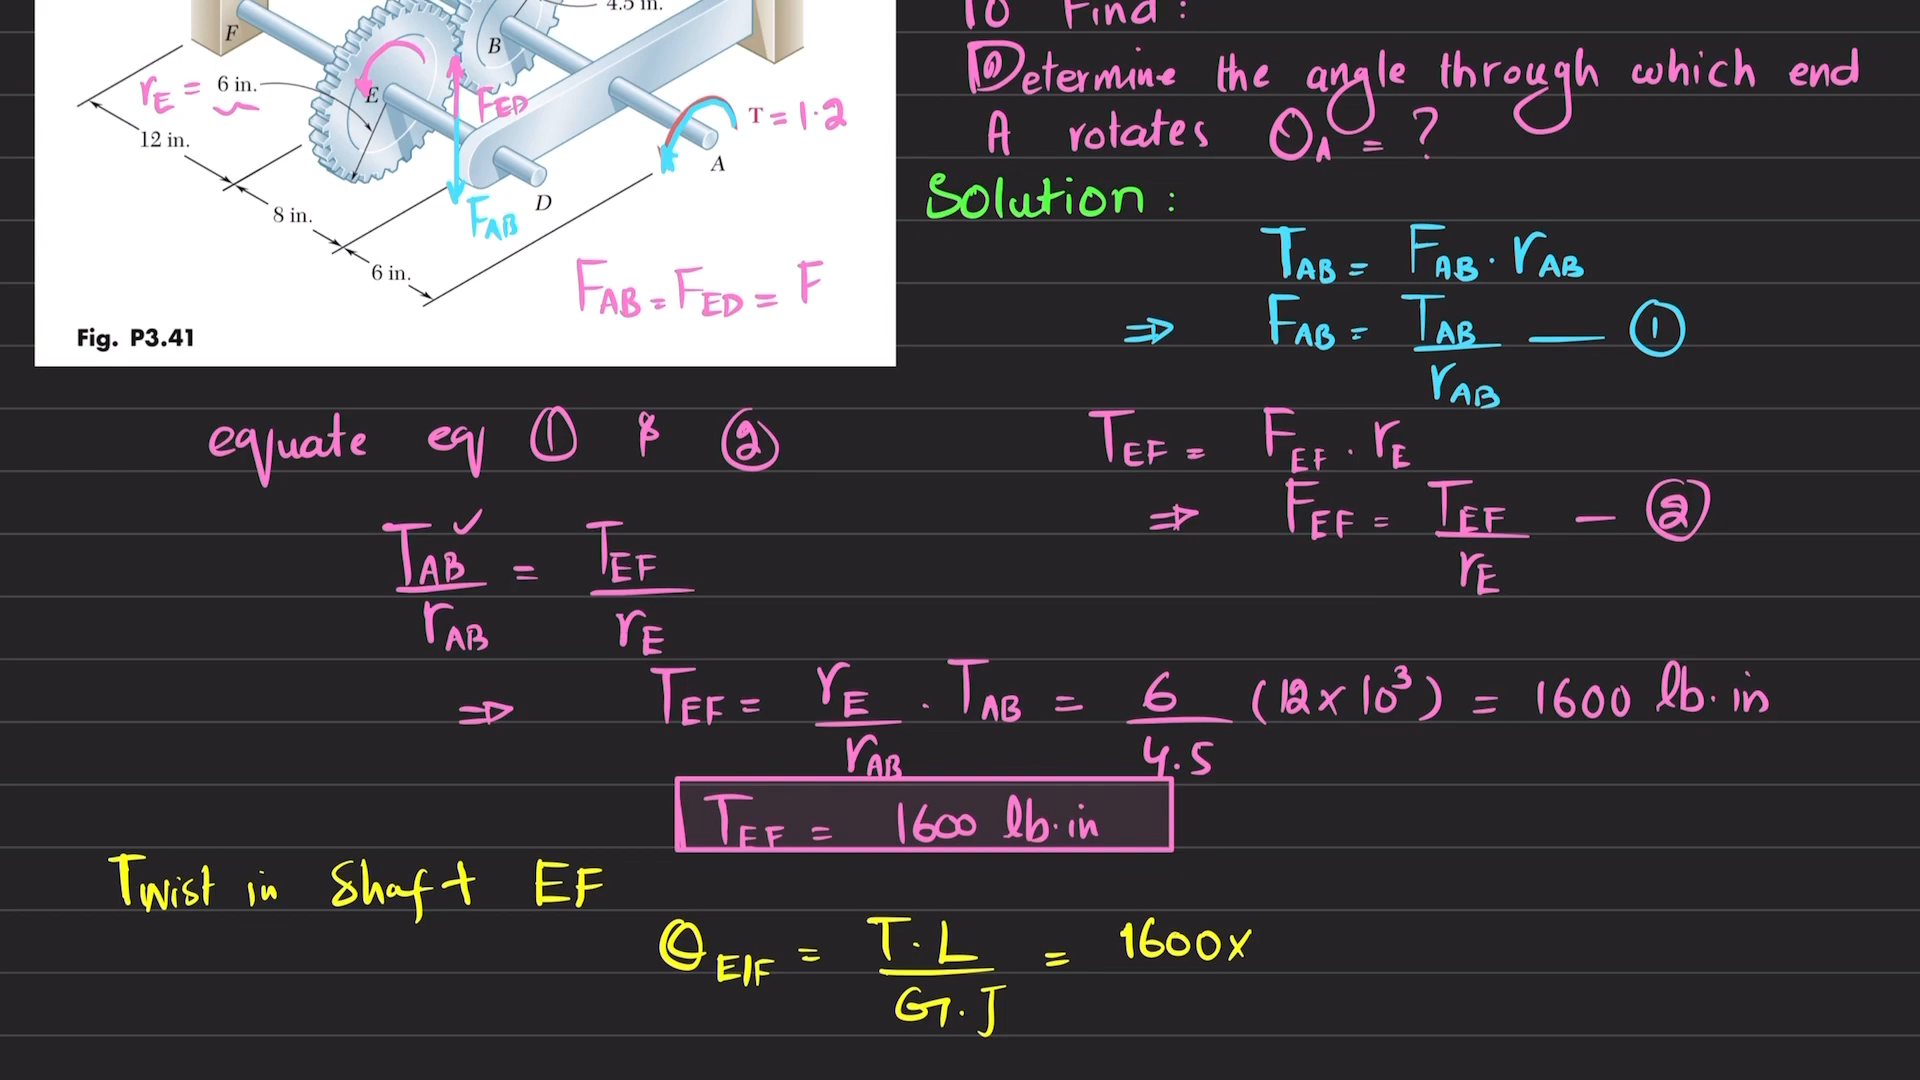 To Find :
4.5 in.
F
B
Determine the angle through which end
rE = 6 in.
E
FED
T = 1.2
12 in.
A rotates ΘA = ?
A
D
Solution :
8 in.
FAB
TAB = FAB . rAB
6 in.
FAB = FED = F
⇒ FAB = TAB / rAB — ①
Fig. P3.41
equate eq ① & ②
TEF = FEF . rE
⇒ FEF = TEF / rE — ②
TAB ✓ / rAB = TEF / rE
⇒ TEF = rE / rAB . TAB = 6 / 4.5 (12 x 10³) = 1600 lb.in
TEF = 1600 lb.in
Twist in Shaft EF
ΘE/F = T.L / G.J = 1600x